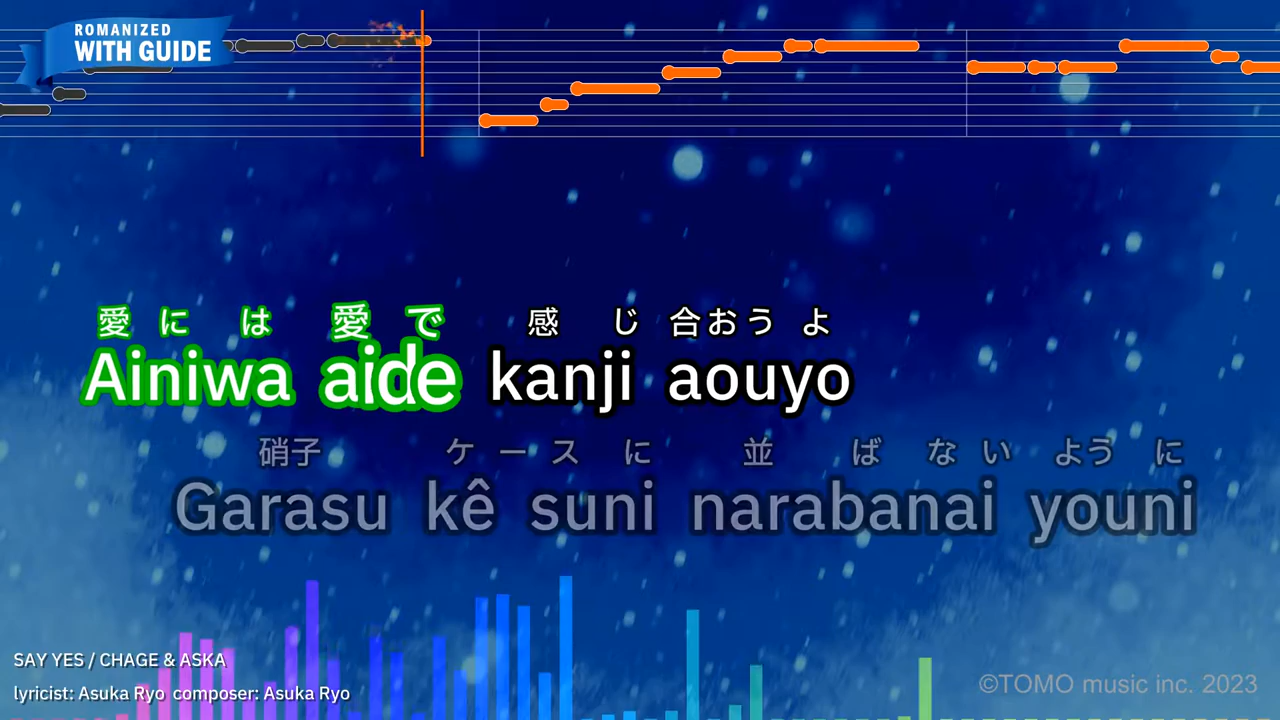 ROMANIZED
WITH GUIDE
愛には 愛で 感じ合おうよ
Ainiwa aide kanji aouyo
硝子 ケースに 並ばない ように
Garasu kê suni narabanai youni
SAY YES / CHAGE & ASKA
lyricist: Asuka Ryo composer: Asuka Ryo
©TOMO music inc. 2023